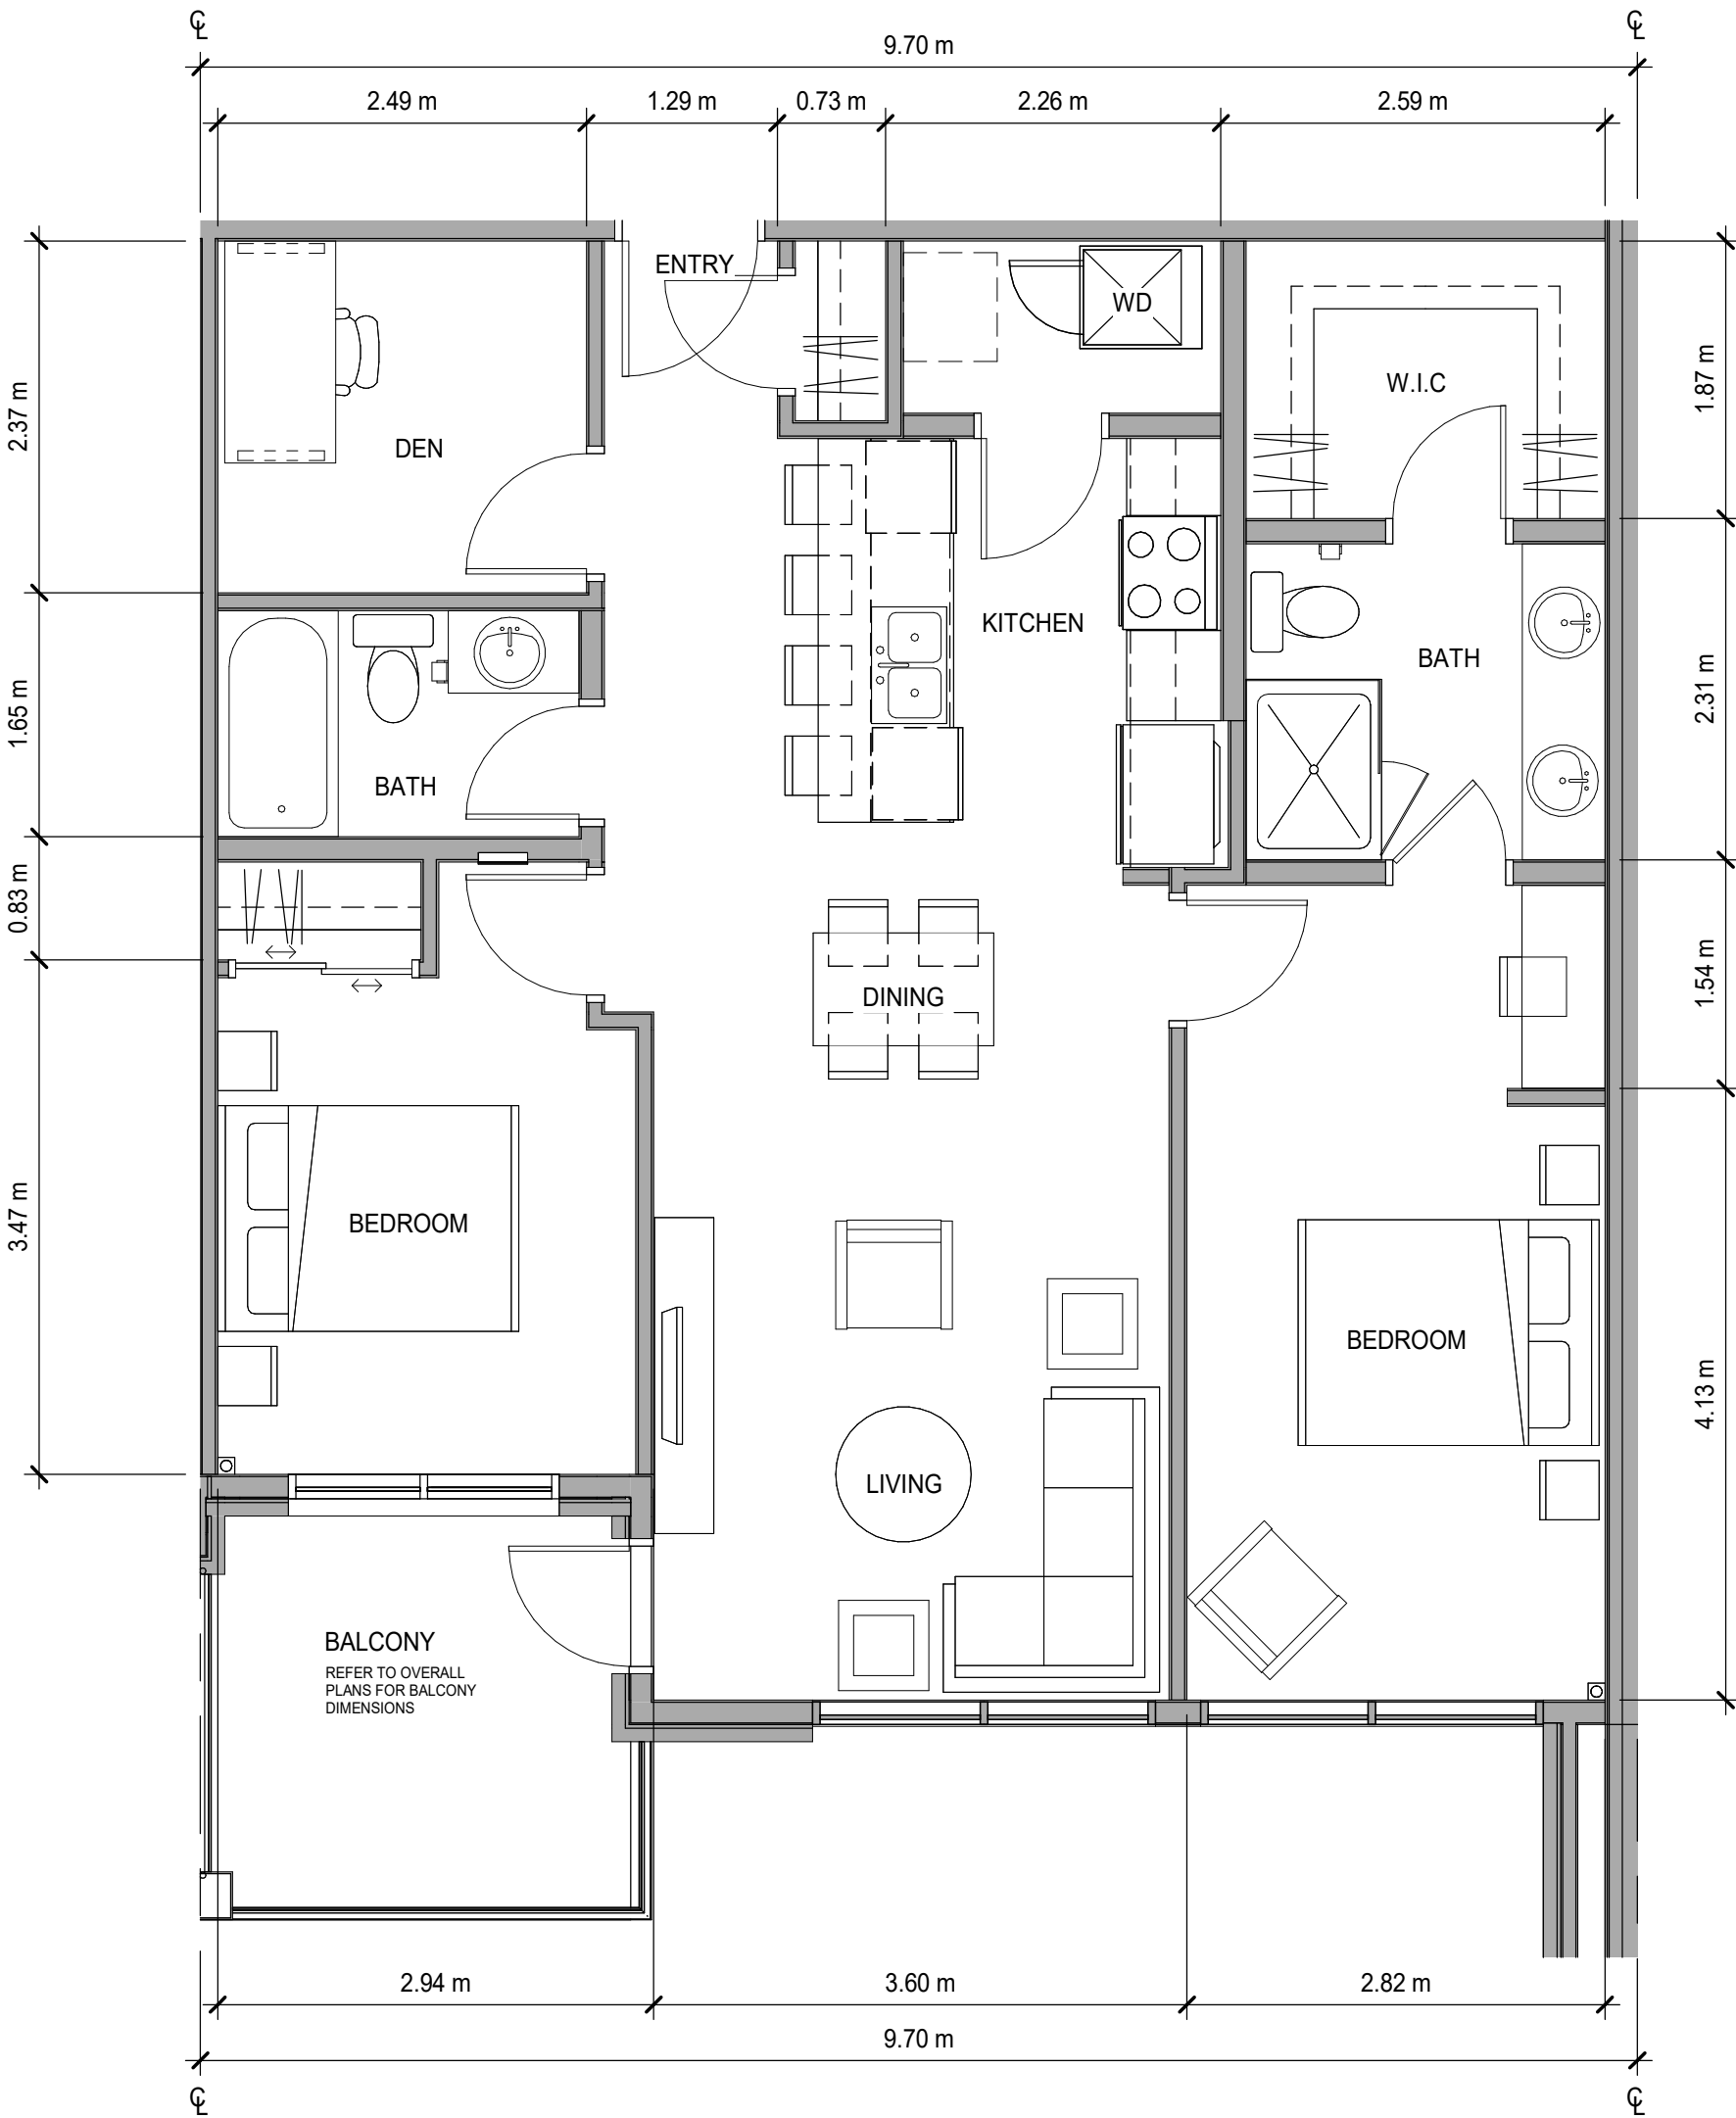 ℄
℄
9.70 m
2.49 m
1.29 m
0.73 m
2.26 m
2.59 m
ENTRY
WD
W.I.C
1.87 m
2.37 m
DEN
KITCHEN
BATH
2.31 m
1.65 m
BATH
0.83 m
DINING
1.54 m
3.47 m
BEDROOM
BEDROOM
4.13 m
LIVING
BALCONY
REFER TO OVERALL
PLANS FOR BALCONY
DIMENSIONS
2.94 m
3.60 m
2.82 m
9.70 m
℄
℄